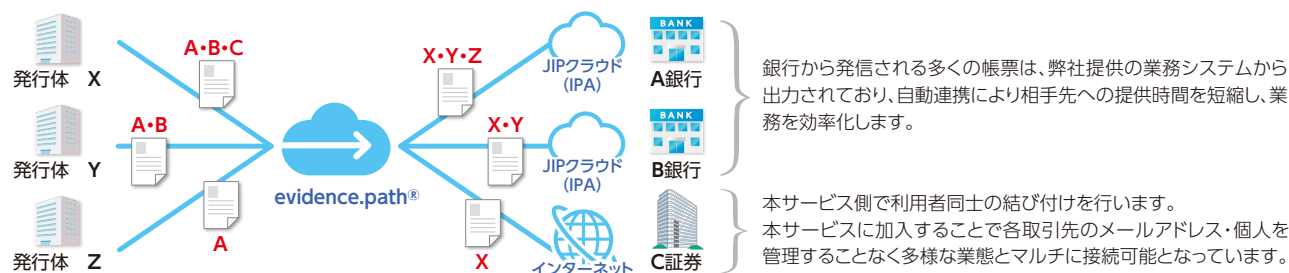 A・B・C
発行体 X
A・B
発行体 Y
A
発行体 Z
evidence.path®
X・Y・Z
JIPクラウド
(IPA)
BANK
A銀行
X・Y
JIPクラウド
(IPA)
BANK
B銀行
X
インターネット
C証券
銀行から発信される多くの帳票は、弊社提供の業務システムから
出力されており、自動連携により相手先への提供時間を短縮し、業
務を効率化します。
本サービス側で利用者同士の結び付けを行います。
本サービスに加入することで各取引先のメールアドレス・個人を
管理することなく多様な業態とマルチに接続可能となっています。